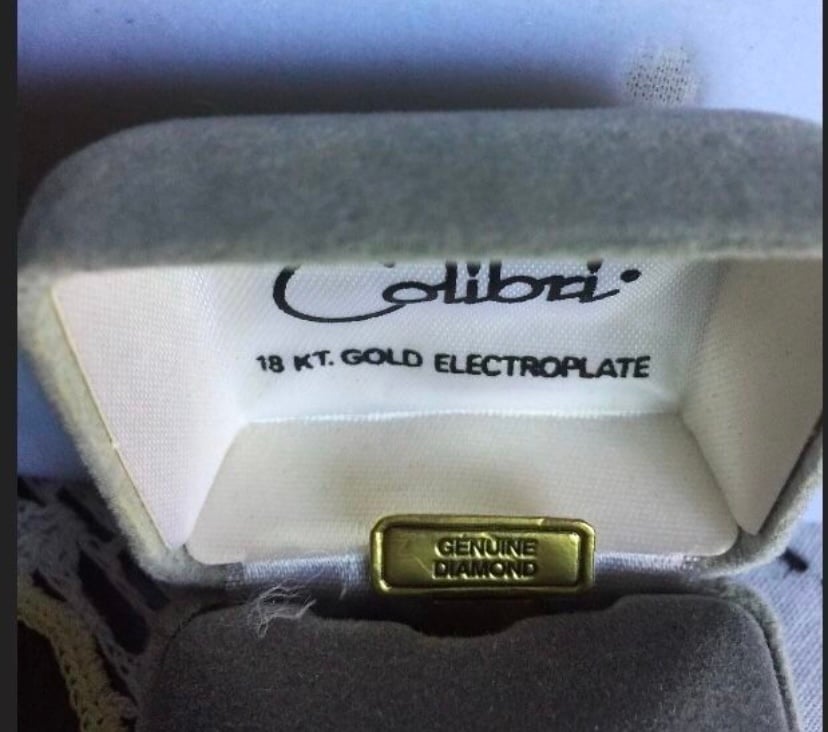 Colibri
18 KT. GOLD ELECTROPLATE
GENUINE
DIAMOND